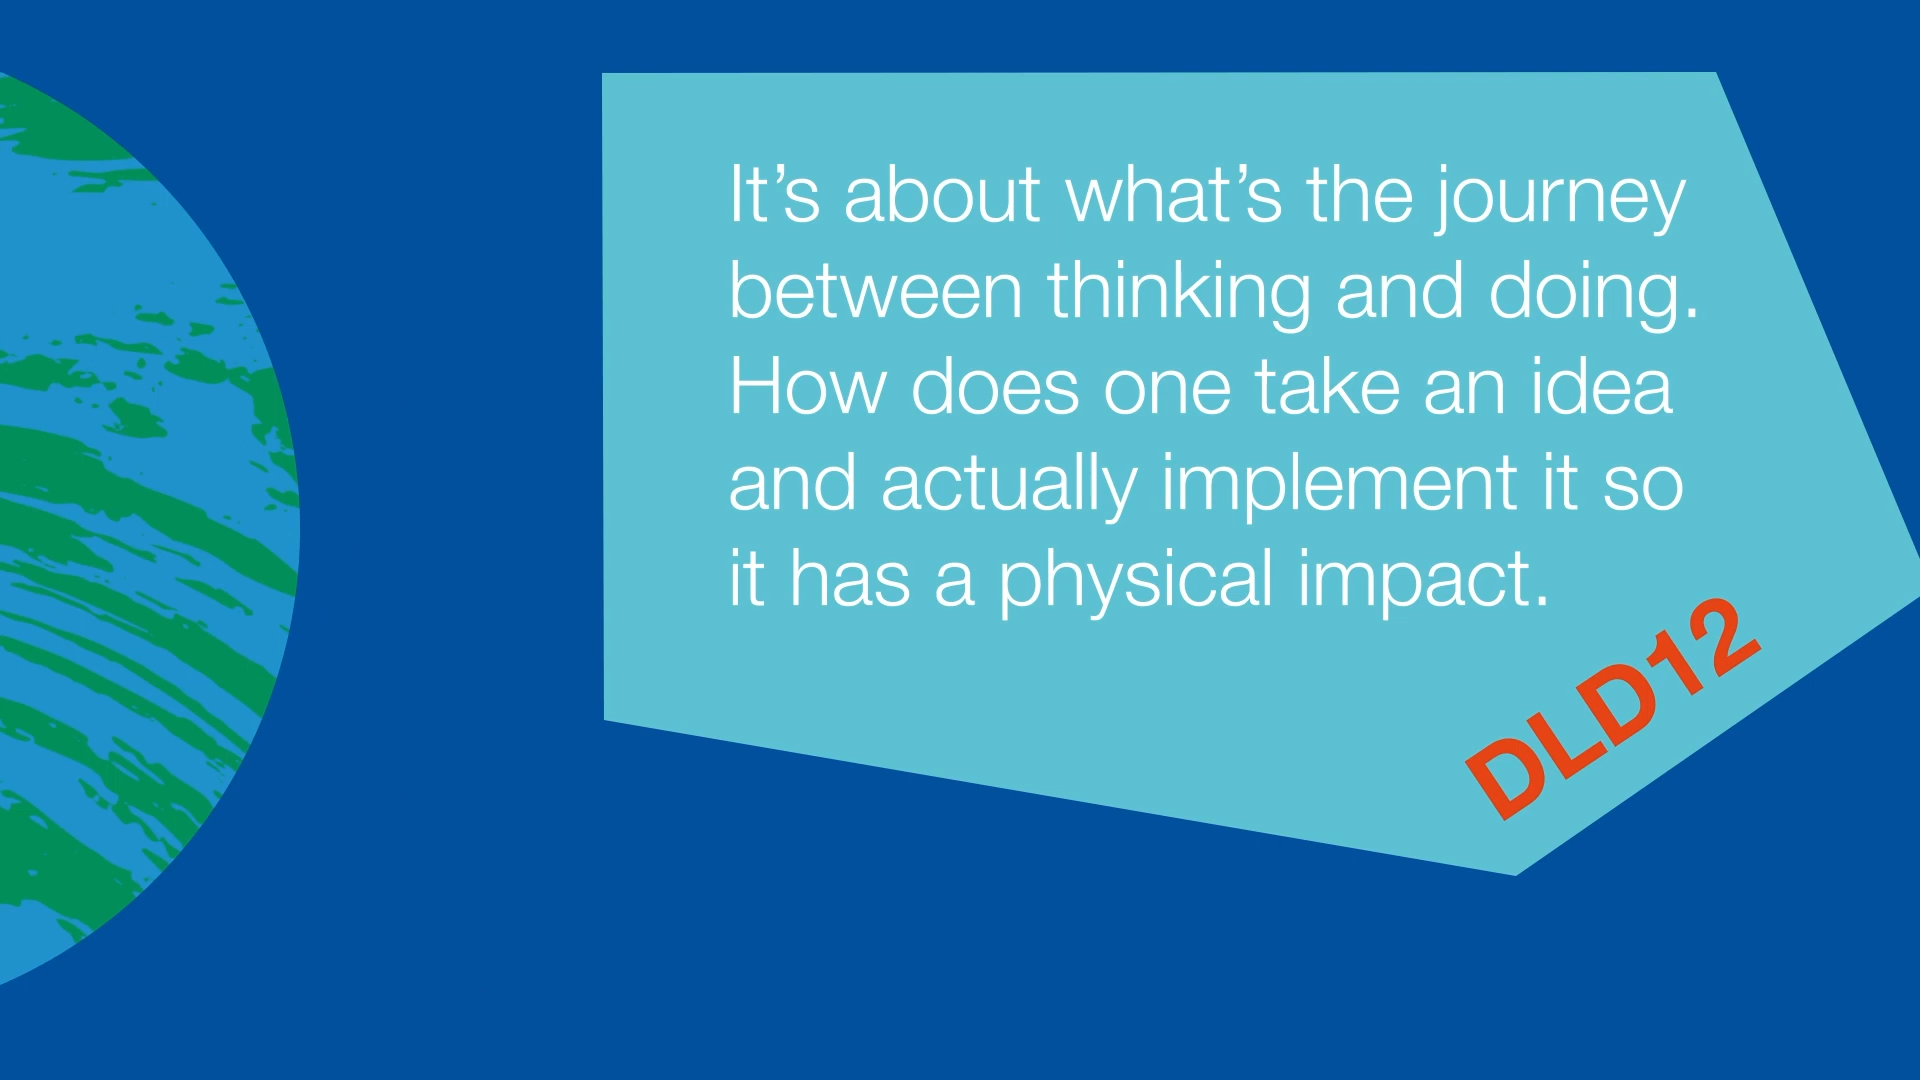 It’s about what’s the journey
between thinking and doing.
How does one take an idea
and actually implement it so
it has a physical impact.
DLD12